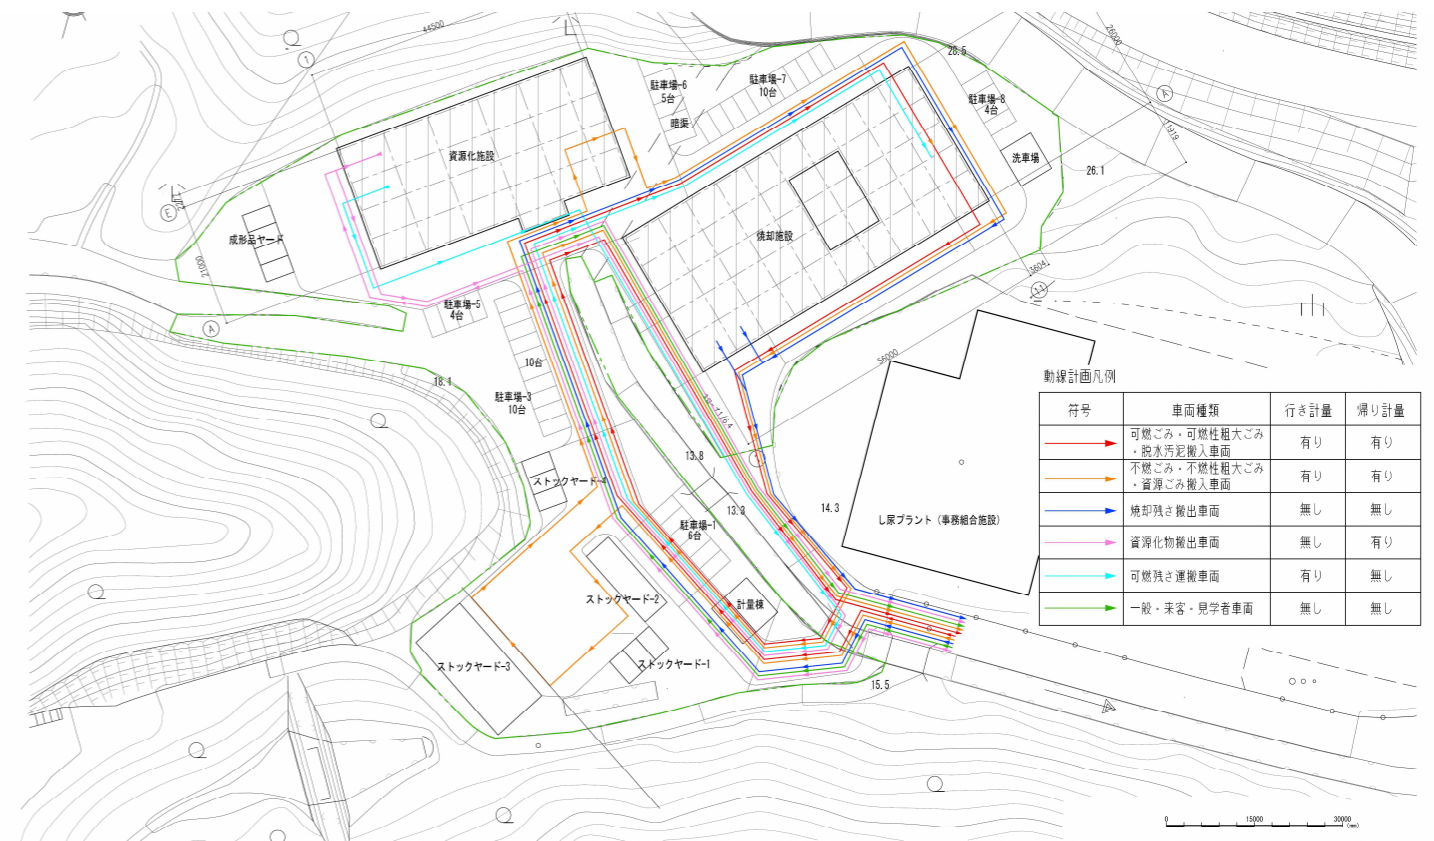 44500
28.5
26000
駐車場-6
5台
駐車場-7
10台
駐車場-8
4台
A
11919
暗渠
資源化施設
洗車場
26.1
21000
成形品ヤード
焼却施設
5604
11
A
駐車場-5
4台
10台
56000
18.1
駐車場-3
10台
13.8
ストックヤード-4
13.3
14.3
駐車場-1
6台
し尿プラント (事務組合施設)
ストックヤード-2
計量棟
ストックヤード-3
ストックヤード-1
15.5
動線計画凡例
符号 車両種類 行き計量 帰り計量
可燃ごみ・可燃性粗大ごみ
・脱水汚泥搬入車両 有り 有り
不燃ごみ・不燃性粗大ごみ
・資源ごみ搬入車両 有り 有り
焼却残さ搬出車両 無し 無し
資源化物搬出車両 無し 有り
可燃残さ運搬車両 有り 無し
一般・来客・見学者車両 無し 無し
0 15000 30000 (mm)